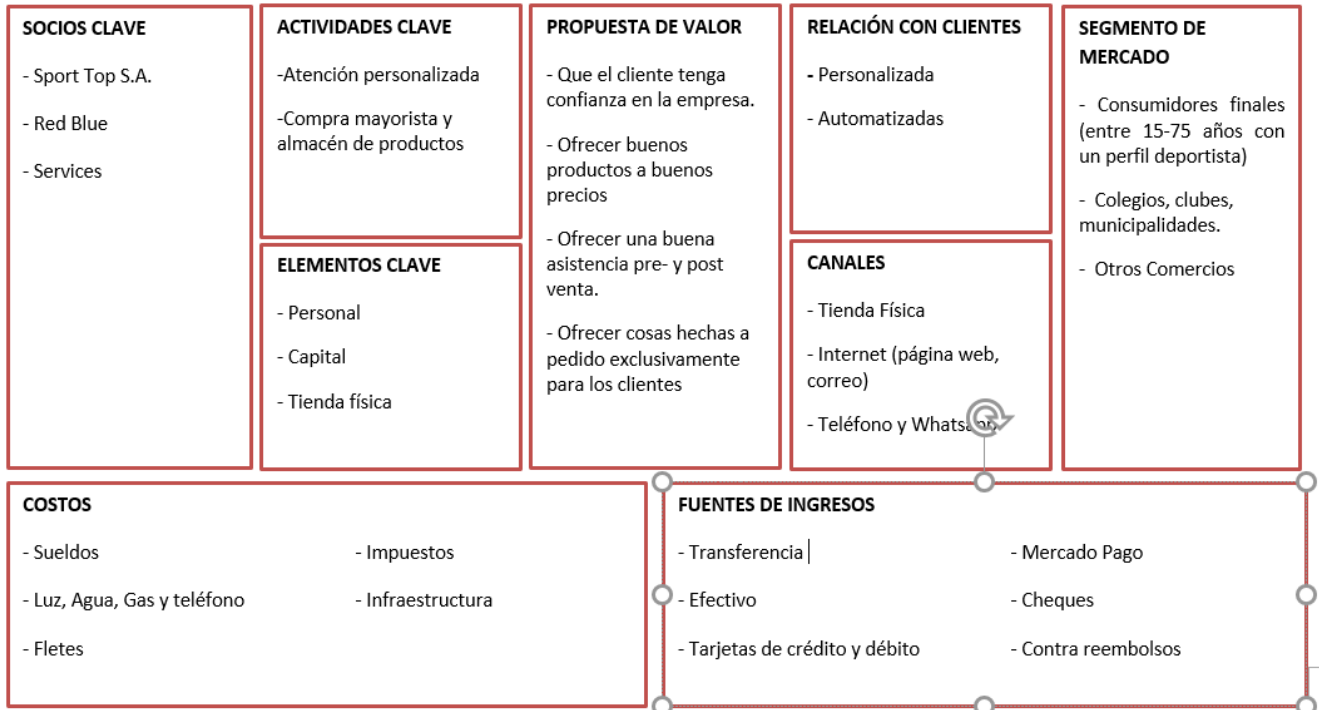 SOCIOS CLAVE
- Sport Top S.A.
- Red Blue
- Services
ACTIVIDADES CLAVE
-Atención personalizada
-Compra mayorista y
almacén de productos
ELEMENTOS CLAVE
- Personal
- Capital
- Tienda física
PROPUESTA DE VALOR
- Que el cliente tenga
confianza en la empresa.
- Ofrecer buenos
productos a buenos
precios
- Ofrecer una buena
asistencia pre- y post
venta.
- Ofrecer cosas hechas a
pedido exclusivamente
para los clientes
RELACIÓN CON CLIENTES
- Personalizada
- Automatizadas
CANALES
- Tienda Física
- Internet (página web,
correo)
- Teléfono y Whatsapp
SEGMENTO DE
MERCADO
- Consumidores finales
(entre 15-75 años con
un perfil deportista)
- Colegios, clubes,
municipalidades.
- Otros Comercios
COSTOS
- Sueldos
- Luz, Agua, Gas y teléfono
- Fletes
- Impuestos
- Infraestructura
FUENTES DE INGRESOS
- Transferencia
- Efectivo
- Tarjetas de crédito y débito
- Mercado Pago
- Cheques
- Contra reembolsos